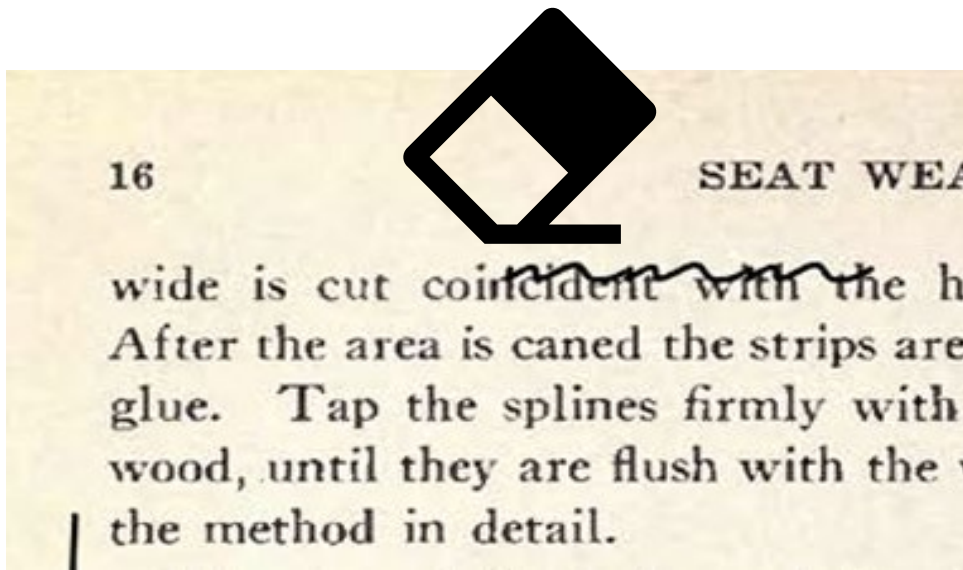 16 SEAT WEA
wide is cut coincident with the h
After the area is caned the strips are
glue. Tap the splines firmly with
wood, until they are flush with the
the method in detail.